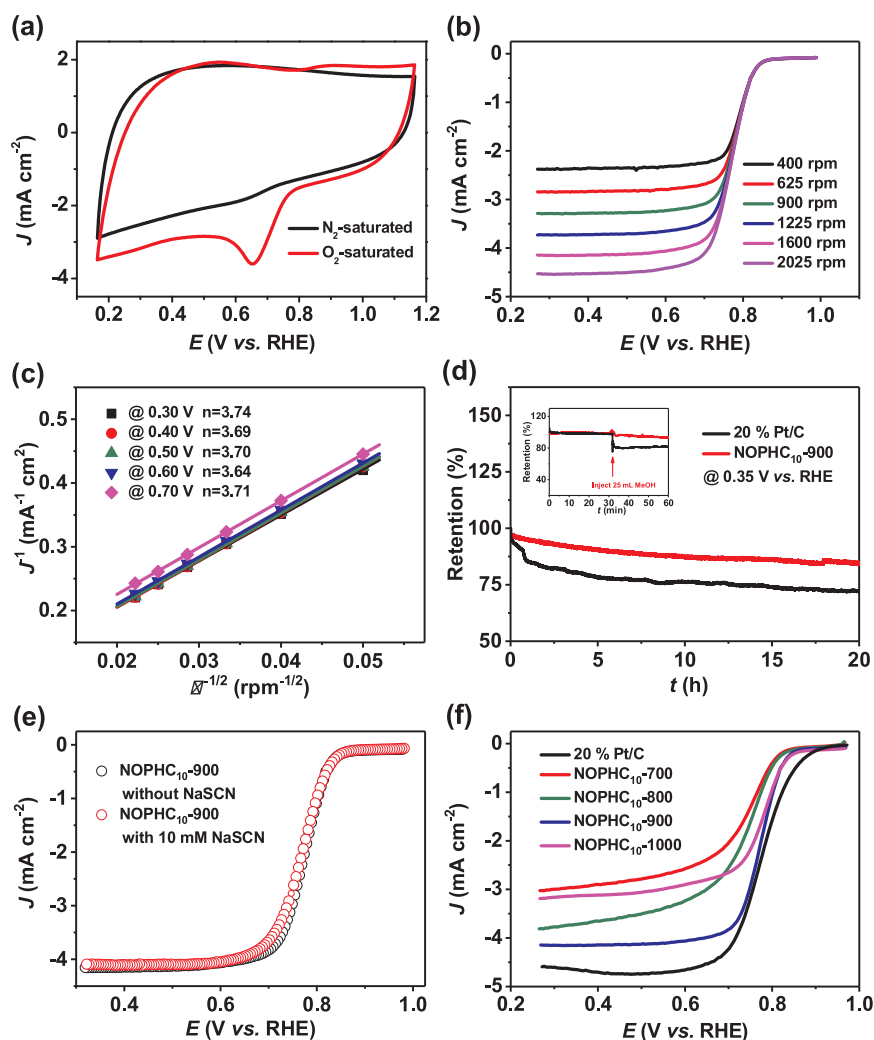 (a)
2
0
-2
-4
J (mA cm⁻²)
N₂-saturated
O₂-saturated
0.2 0.4 0.6 0.8 1.0 1.2
E (V vs. RHE)
(b)
0
-1
-2
-3
-4
-5
J (mA cm⁻²)
400 rpm
625 rpm
900 rpm
1225 rpm
1600 rpm
2025 rpm
0.2 0.4 0.6 0.8 1.0
E (V vs. RHE)
(c)
0.5
0.4
0.3
0.2
J⁻¹ (mA⁻¹ cm²)
@ 0.30 V n=3.74
@ 0.40 V n=3.69
@ 0.50 V n=3.70
@ 0.60 V n=3.64
@ 0.70 V n=3.71
0.02 0.03 0.04 0.05
⁻¹/² (rpm⁻¹/²)
(d)
150
125
100
75
50
Retention (%)
120
80
40
Retention (%)
Inject 25 mL MeOH
0 10 20 30 40 50 60
t (min)
20 % Pt/C
NOPHC₁₀-900
@ 0.35 V vs. RHE
0 5 10 15 20
t (h)
(e)
0
-1
-2
-3
-4
-5
J (mA cm⁻²)
NOPHC₁₀-900
without NaSCN
NOPHC₁₀-900
with 10 mM NaSCN
0.4 0.6 0.8 1.0
E (V vs. RHE)
(f)
0
-1
-2
-3
-4
-5
J (mA cm⁻²)
20 % Pt/C
NOPHC₁₀-700
NOPHC₁₀-800
NOPHC₁₀-900
NOPHC₁₀-1000
0.2 0.4 0.6 0.8 1.0
E (V vs. RHE)